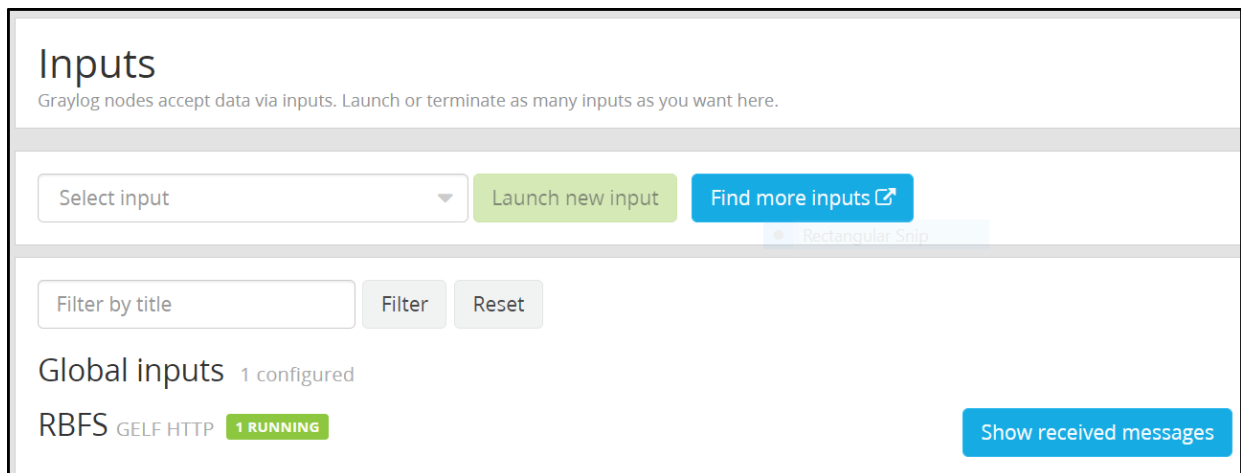 Inputs
Graylog nodes accept data via inputs. Launch or terminate as many inputs as you want here.
Select input Launch new input Find more inputs
Rectangular Snip
Filter by title Filter Reset
Global inputs 1 configured
RBFS GELF HTTP 1 RUNNING Show received messages